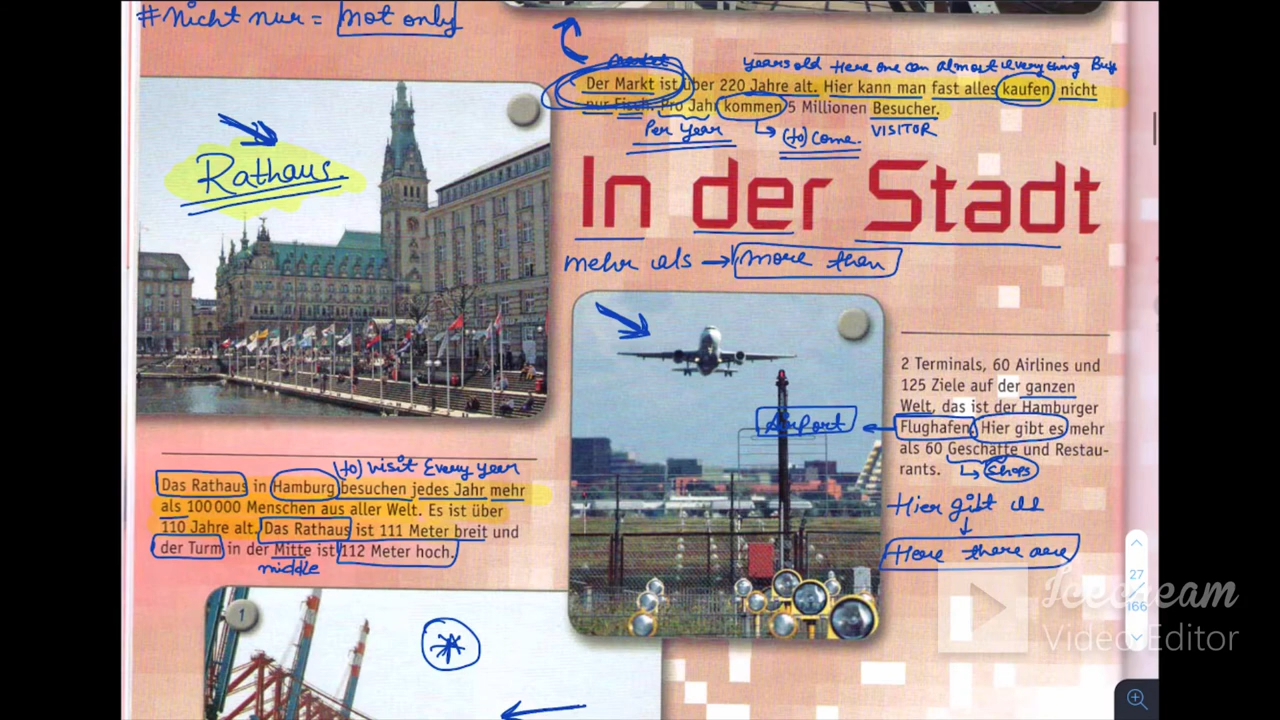 #Nicht nur = not only
years old Here one can almost everything Buy
Der Markt ist über 220 Jahre alt. Hier kann man fast alles kaufen nicht
nur Fisch. Pro Jahr kommen 5 Millionen Besucher.
Per Year (to) Come. VISITOR
Rathaus
In der Stadt
mehr als → more than
2 Terminals, 60 Airlines und
125 Ziele auf der ganzen
Welt, das ist der Hamburger
Flughafen. Hier gibt es mehr
als 60 Geschäfte und Restau-
rants.
Shops
Airport
Hier gibt es
Here there are
(to) visit Every year
Das Rathaus in Hamburg besuchen jedes Jahr mehr
als 100 000 Menschen aus aller Welt. Es ist über
110 Jahre alt. Das Rathaus ist 111 Meter breit und
der Turm in der Mitte ist 112 Meter hoch.
middle
1
27
/
166
Icecream
Video Editor